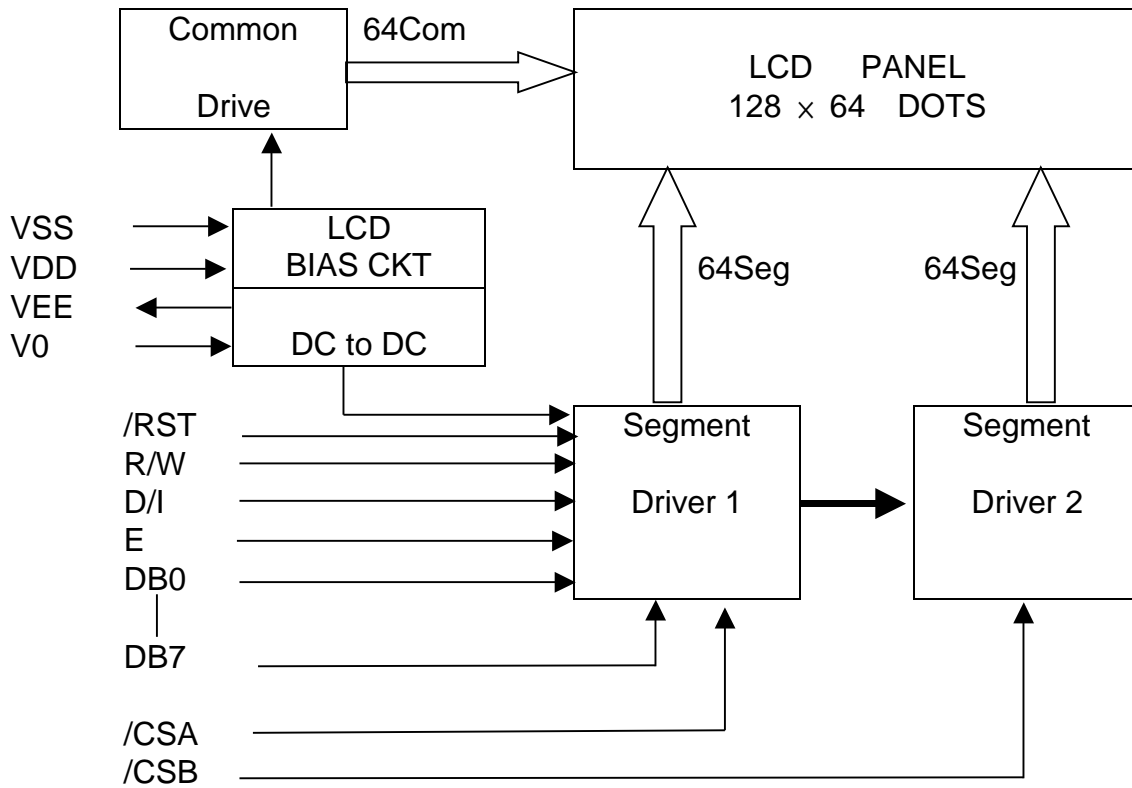 Common
Drive
64Com
LCD PANEL
128 × 64 DOTS
VSS
VDD
VEE
V0
LCD
BIAS CKT
DC to DC
64Seg
64Seg
/RST
R/W
D/I
E
DB0
DB7
/CSA
/CSB
Segment
Driver 1
Segment
Driver 2